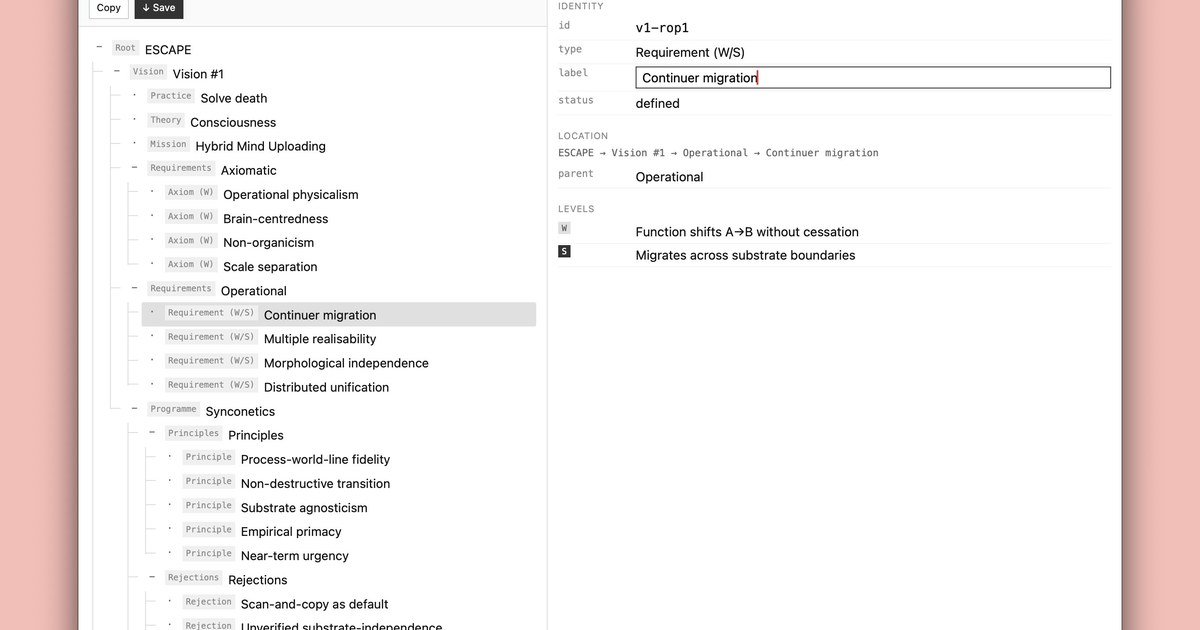 Copy ↓ Save
− Root ESCAPE
− Vision Vision #1
· Practice Solve death
· Theory Consciousness
· Mission Hybrid Mind Uploading
− Requirements Axiomatic
· Axiom (W) Operational physicalism
· Axiom (W) Brain-centredness
· Axiom (W) Non-organicism
· Axiom (W) Scale separation
− Requirements Operational
· Requirement (W/S) Continuer migration
· Requirement (W/S) Multiple realisability
· Requirement (W/S) Morphological independence
· Requirement (W/S) Distributed unification
− Programme Synconetics
− Principles Principles
· Principle Process-world-line fidelity
· Principle Non-destructive transition
· Principle Substrate agnosticism
· Principle Empirical primacy
· Principle Near-term urgency
− Rejections Rejections
· Rejection Scan-and-copy as default
· Rejection Unverified substrate-independence
IDENTITY
id v1-rop1
type Requirement (W/S)
label Continuer migration
status defined
LOCATION
ESCAPE → Vision #1 → Operational → Continuer migration
parent Operational
LEVELS
W Function shifts A→B without cessation
S Migrates across substrate boundaries